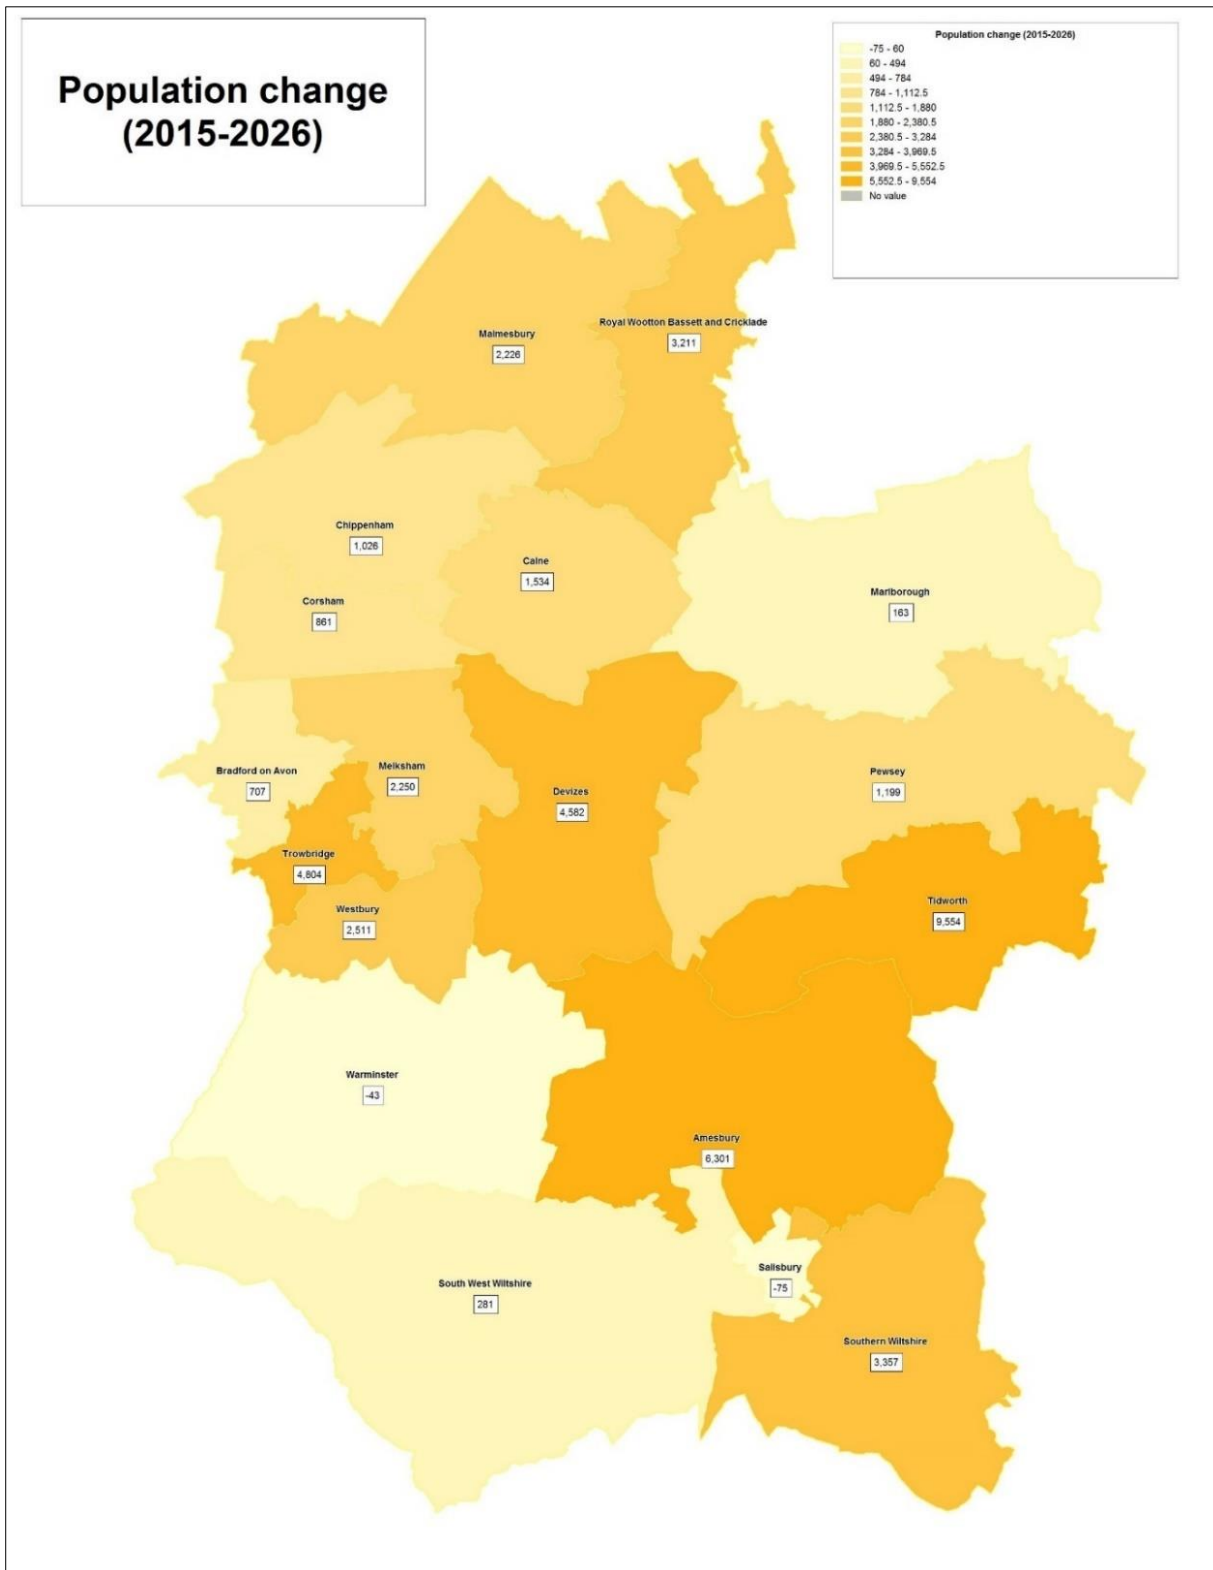 Population change
(2015-2026)
Population change (2015-2026)
-75 - 60
60 - 494
494 - 784
784 - 1,112.5
1,112.5 - 1,880
1,880 - 2,380.5
2,380.5 - 3,284
3,284 - 3,969.5
3,969.5 - 5,552.5
5,552.5 - 9,554
No value
Royal Wootton Bassett and Cricklade
3,211
Malmesbury
2,226
Chippenham
1,026
Calne
1,534
Marlborough
163
Corsham
861
Bradford on Avon
707
Melksham
2,250
Devizes
4,582
Pewsey
1,199
Trowbridge
4,804
Tidworth
9,554
Westbury
2,511
Warminster
-43
Amesbury
6,301
Salisbury
-75
South West Wiltshire
281
Southern Wiltshire
3,357